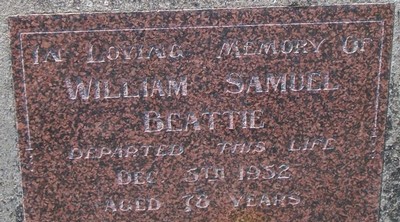 IN LOVING MEMORY OF
WILLIAM SAMUEL
BEATTIE
DEPARTED THIS LIFE
DEC 5TH 1952
AGED 78 YEARS